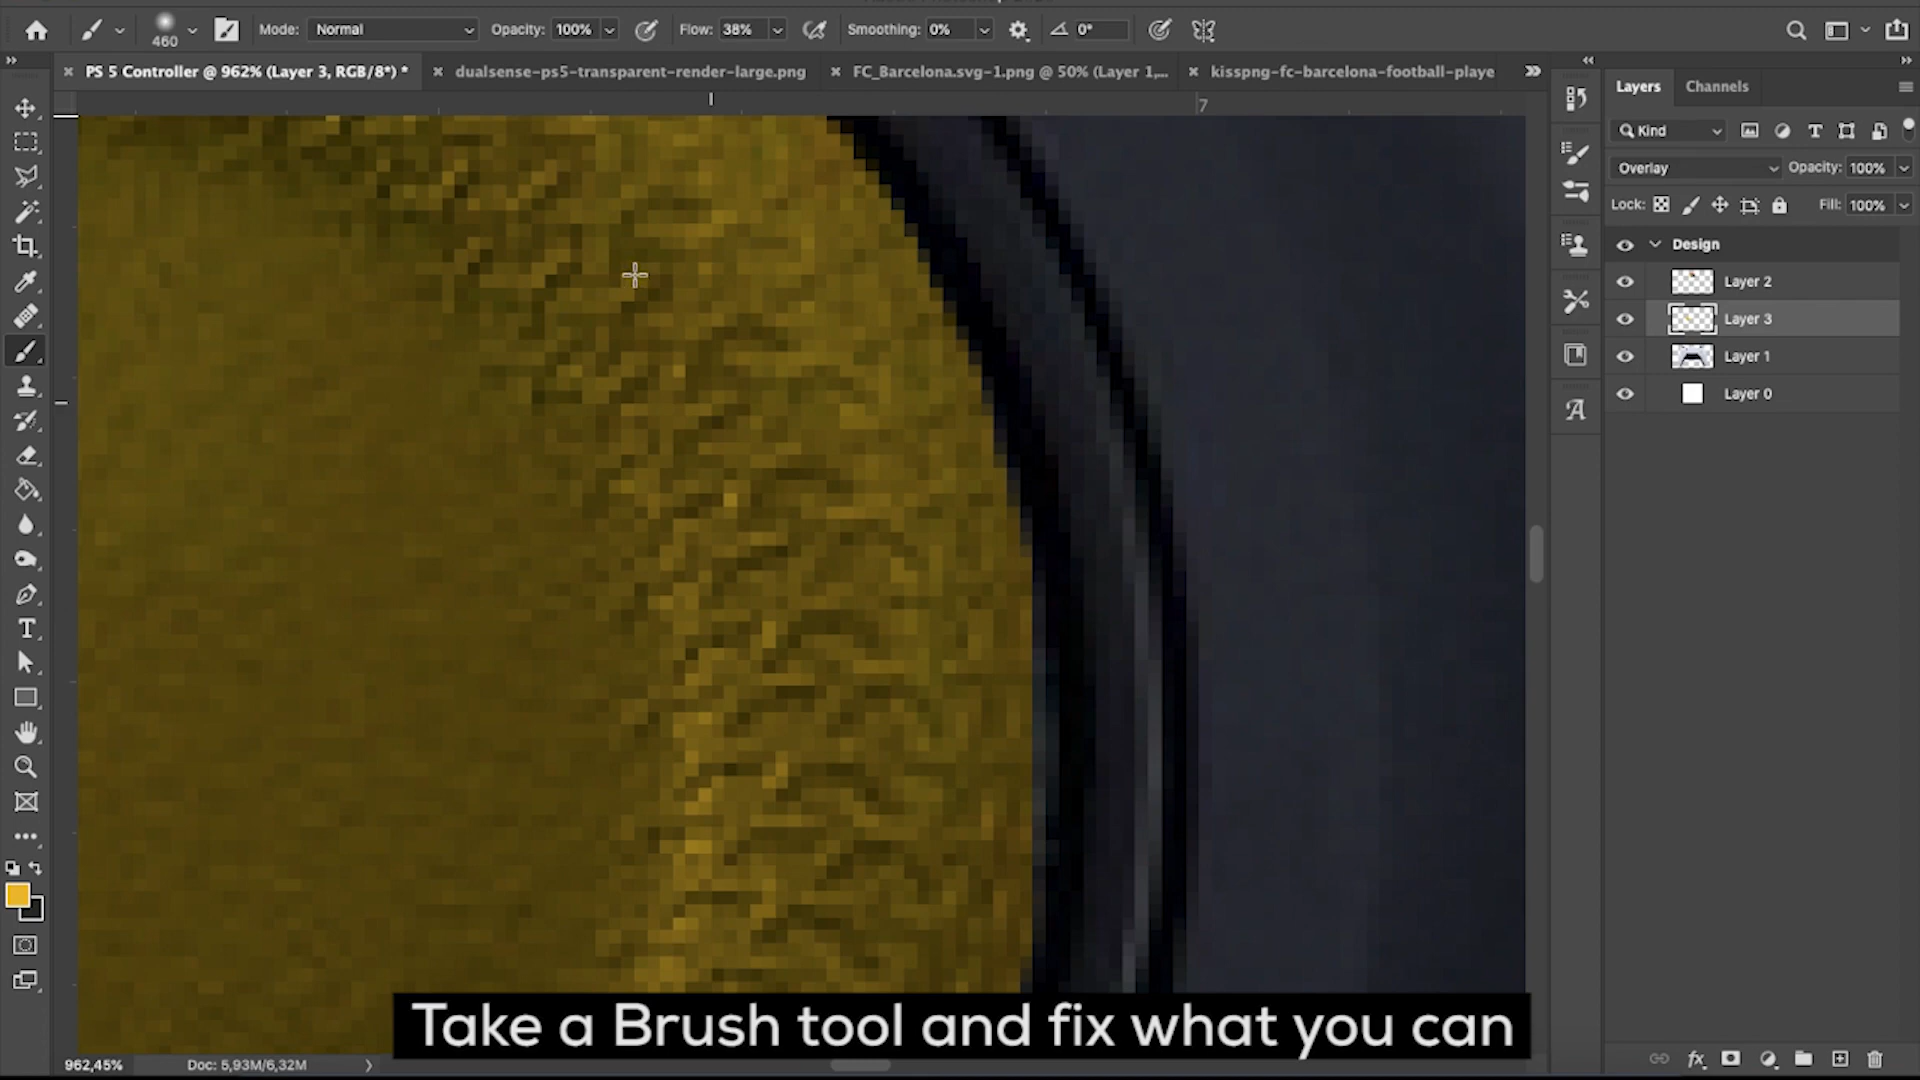 460
Mode: Normal
Opacity: 100%
Flow: 38%
Smoothing: 0%
0°
PS 5 Controller @ 962% (Layer 3, RGB/8*) *
dualsense-ps5-transparent-render-large.png
FC_Barcelona.svg-1.png @ 50% (Layer 1,...
kisspng-fc-barcelona-football-playe
7
Layers
Channels
Kind
Overlay
Opacity: 100%
Lock:
Fill: 100%
Design
Layer 2
Layer 3
Layer 1
Layer 0
Take a Brush tool and fix what you can
962,45%
Doc: 5,93M/6,32M